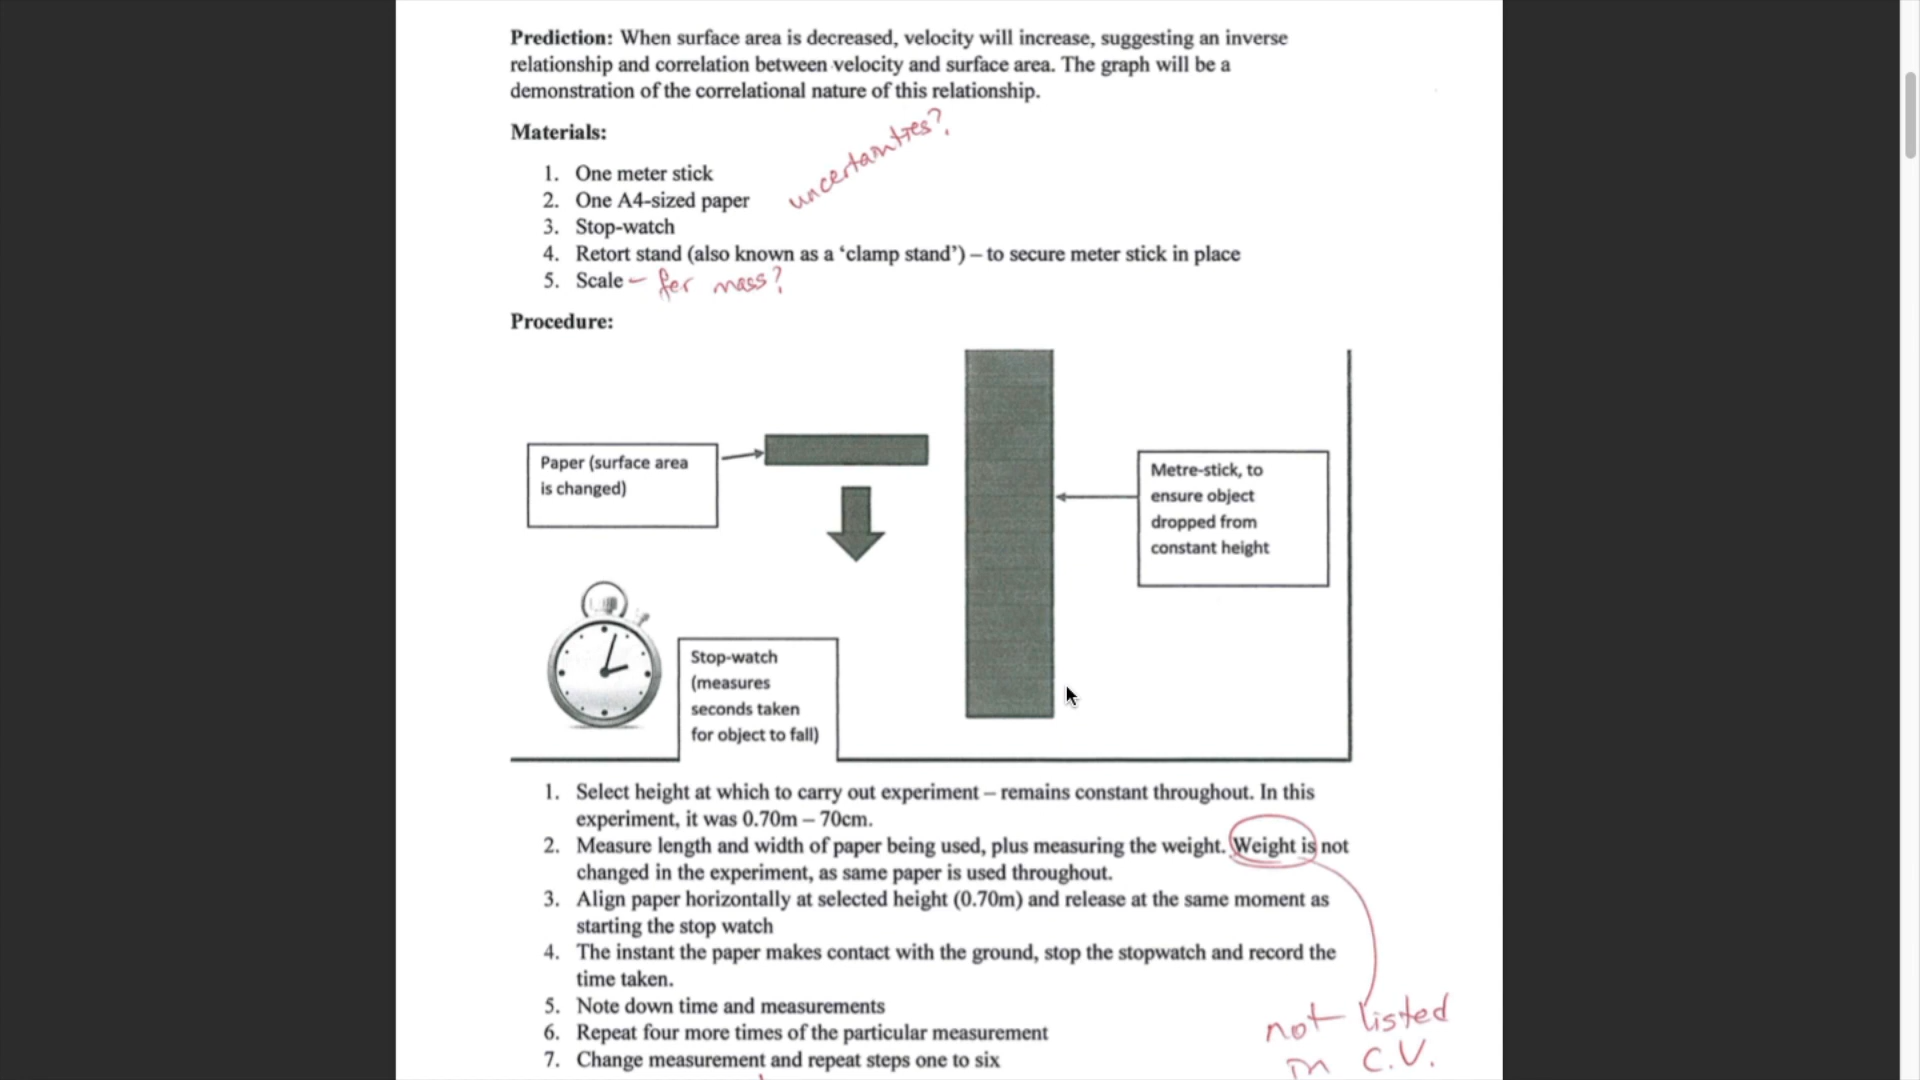 Prediction: When surface area is decreased, velocity will increase, suggesting an inverse
relationship and correlation between velocity and surface area. The graph will be a
demonstration of the correlational nature of this relationship.
Materials:
uncertainties?
1. One meter stick
2. One A4-sized paper
3. Stop-watch
4. Retort stand (also known as a ‘clamp stand’) – to secure meter stick in place
5. Scale – for mass?
Procedure:
Paper (surface area
is changed)
Metre-stick, to
ensure object
dropped from
constant height
Stop-watch
(measures
seconds taken
for object to fall)
1. Select height at which to carry out experiment – remains constant throughout. In this
experiment, it was 0.70m – 70cm.
2. Measure length and width of paper being used, plus measuring the weight. Weight is not
changed in the experiment, as same paper is used throughout.
3. Align paper horizontally at selected height (0.70m) and release at the same moment as
starting the stop watch
4. The instant the paper makes contact with the ground, stop the stopwatch and record the
time taken.
5. Note down time and measurements
6. Repeat four more times of the particular measurement
7. Change measurement and repeat steps one to six
not listed
in C.V.